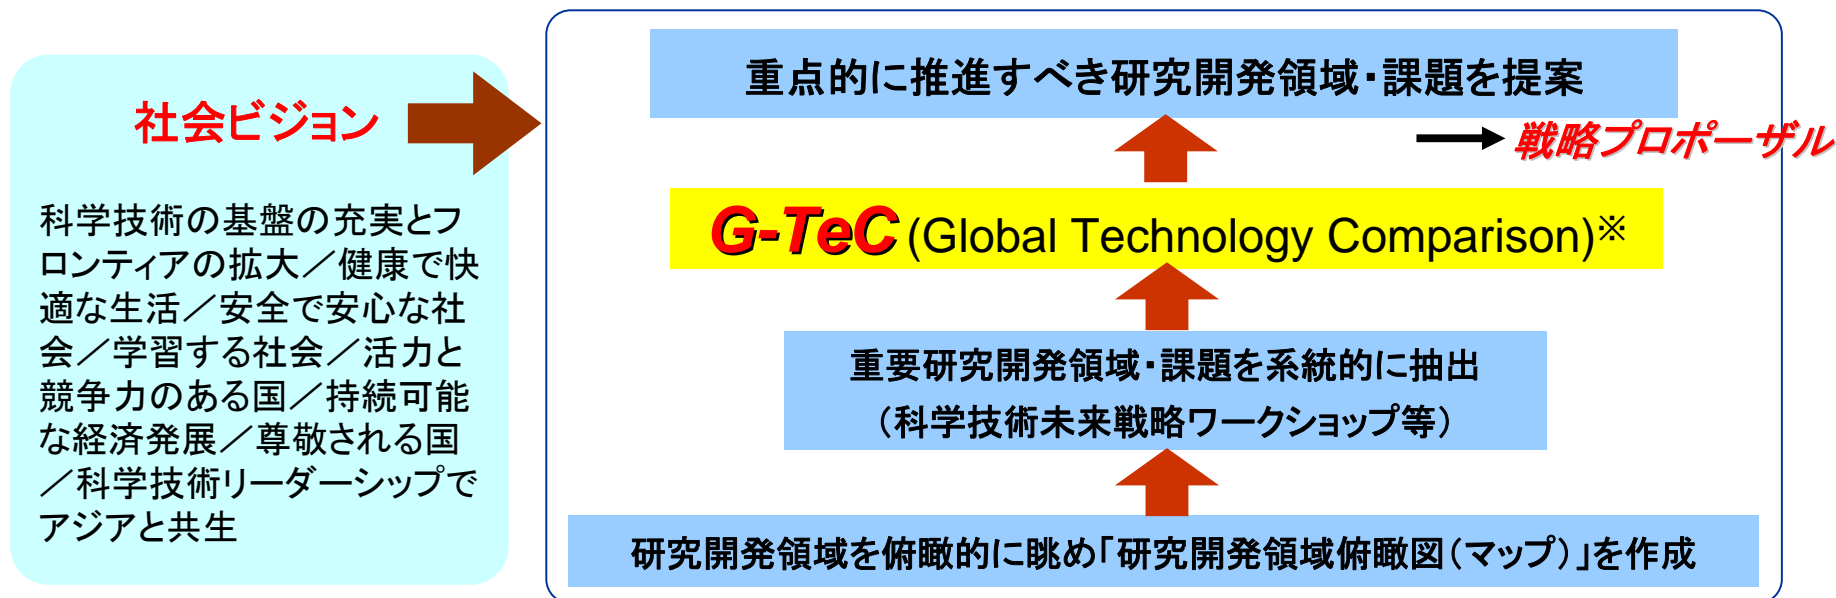 社会ビジョン
科学技術の基盤の充実とフ
ロンティアの拡大／健康で快
適な生活／安全で安心な社
会／学習する社会／活力と
競争力のある国／持続可能
な経済発展／尊敬される国
／科学技術リーダーシップで
アジアと共生
重点的に推進すべき研究開発領域・課題を提案
戦略プロポーザル
G-TeC (Global Technology Comparison)※
重要研究開発領域・課題を系統的に抽出
（科学技術未来戦略ワークショップ等）
研究開発領域を俯瞰的に眺め「研究開発領域俯瞰図（マップ）」を作成